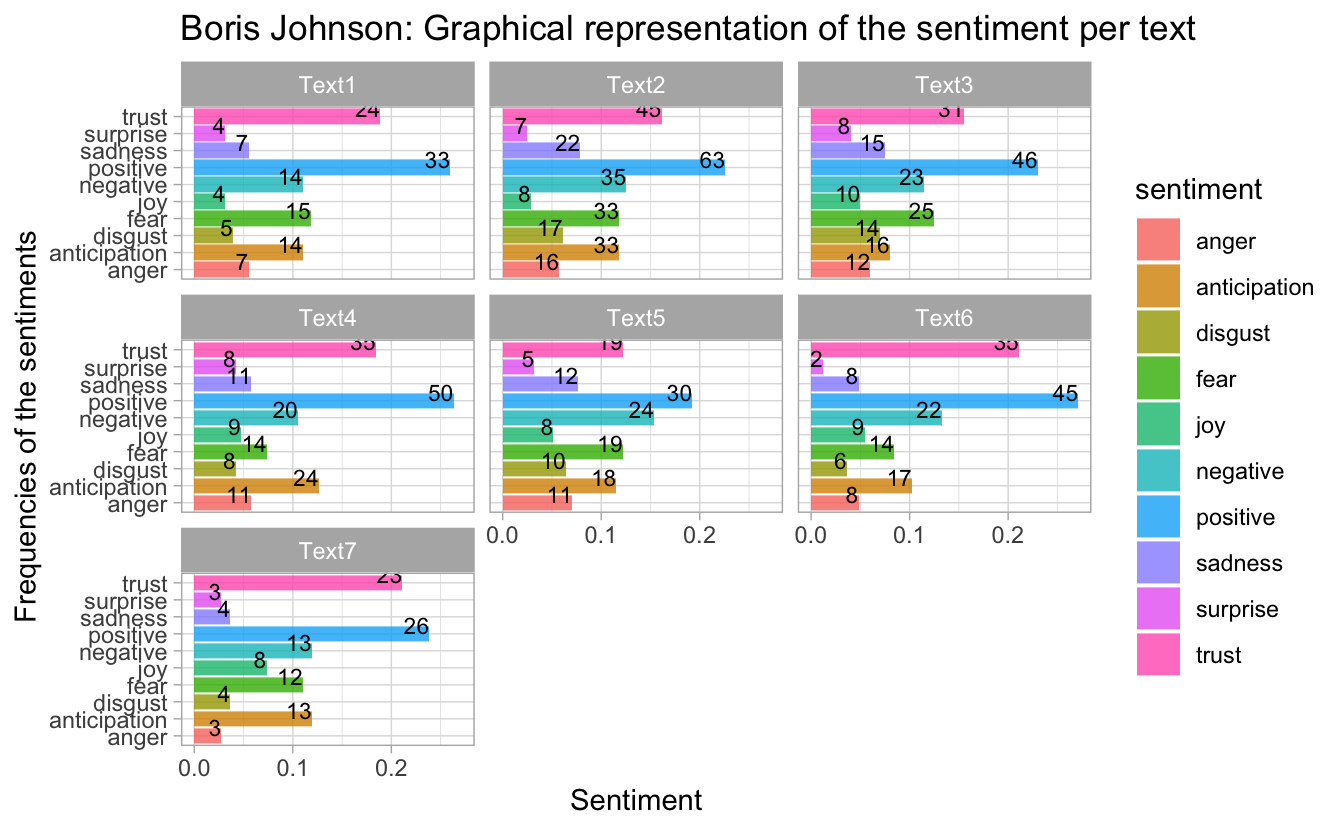 Boris Johnson: Graphical representation of the sentiment per text
Frequencies of the sentiments
Text1
trust 24
surprise 4
sadness 7
positive 33
negative 14
joy 4
fear 15
disgust 5
anticipation 14
anger 7
Text2
45
7
22
63
35
8
33
17
33
16
Text3
31
8
15
46
23
10
25
14
16
12
Text4
trust 35
surprise 8
sadness 11
positive 50
negative 20
joy 9
fear 14
disgust 8
anticipation 24
anger 11
Text5
19
5
12
30
24
8
19
10
18
11
0.0 0.1 0.2
Text6
35
2
8
45
22
9
14
6
17
8
0.0 0.1 0.2
Text7
trust 23
surprise 3
sadness 4
positive 26
negative 13
joy 8
fear 12
disgust 4
anticipation 13
anger 3
0.0 0.1 0.2
Sentiment
sentiment
anger
anticipation
disgust
fear
joy
negative
positive
sadness
surprise
trust